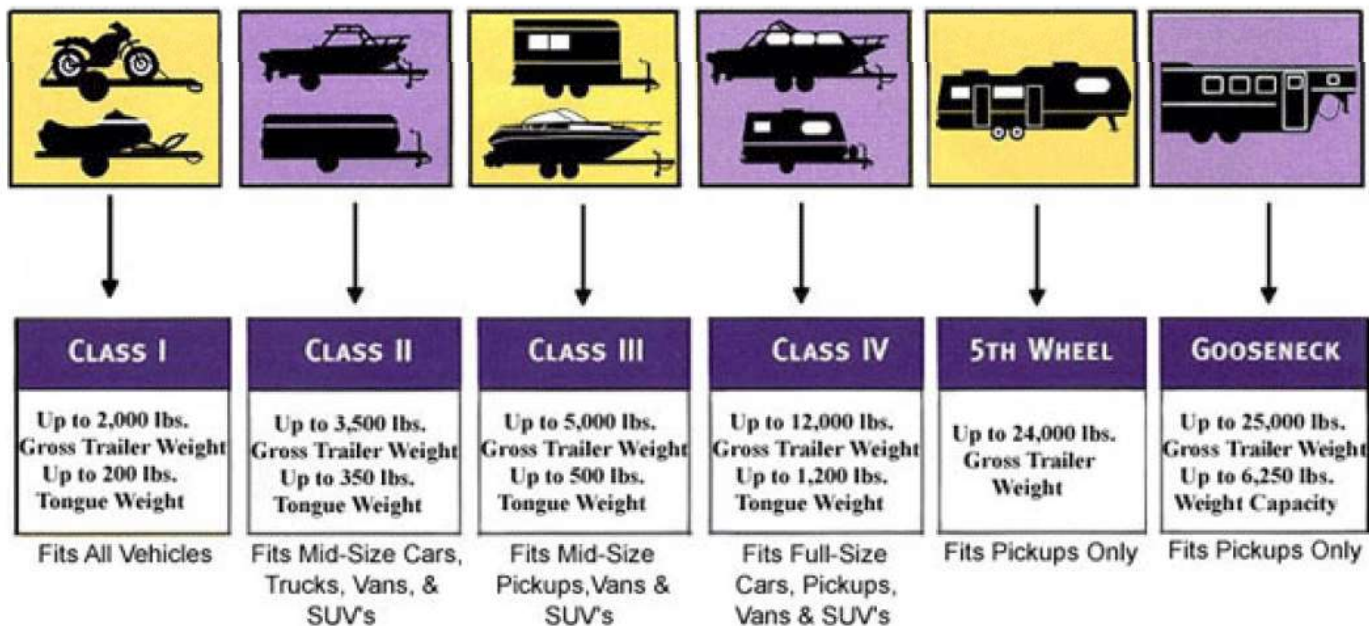 CLASS I
Up to 2,000 lbs.
Gross Trailer Weight
Up to 200 lbs.
Tongue Weight
Fits All Vehicles
CLASS II
Up to 3,500 lbs.
Gross Trailer Weight
Up to 350 lbs.
Tongue Weight
Fits Mid-Size Cars,
Trucks, Vans, &
SUV's
CLASS III
Up to 5,000 lbs.
Gross Trailer Weight
Up to 500 lbs.
Tongue Weight
Fits Mid-Size
Pickups,Vans &
SUV's
CLASS IV
Up to 12,000 lbs.
Gross Trailer Weight
Up to 1,200 lbs.
Tongue Weight
Fits Full-Size
Cars, Pickups,
Vans & SUV's
5TH WHEEL
Up to 24,000 lbs.
Gross Trailer
Weight
Fits Pickups Only
GOOSENECK
Up to 25,000 lbs.
Gross Trailer Weight
Up to 6,250 lbs.
Weight Capacity
Fits Pickups Only